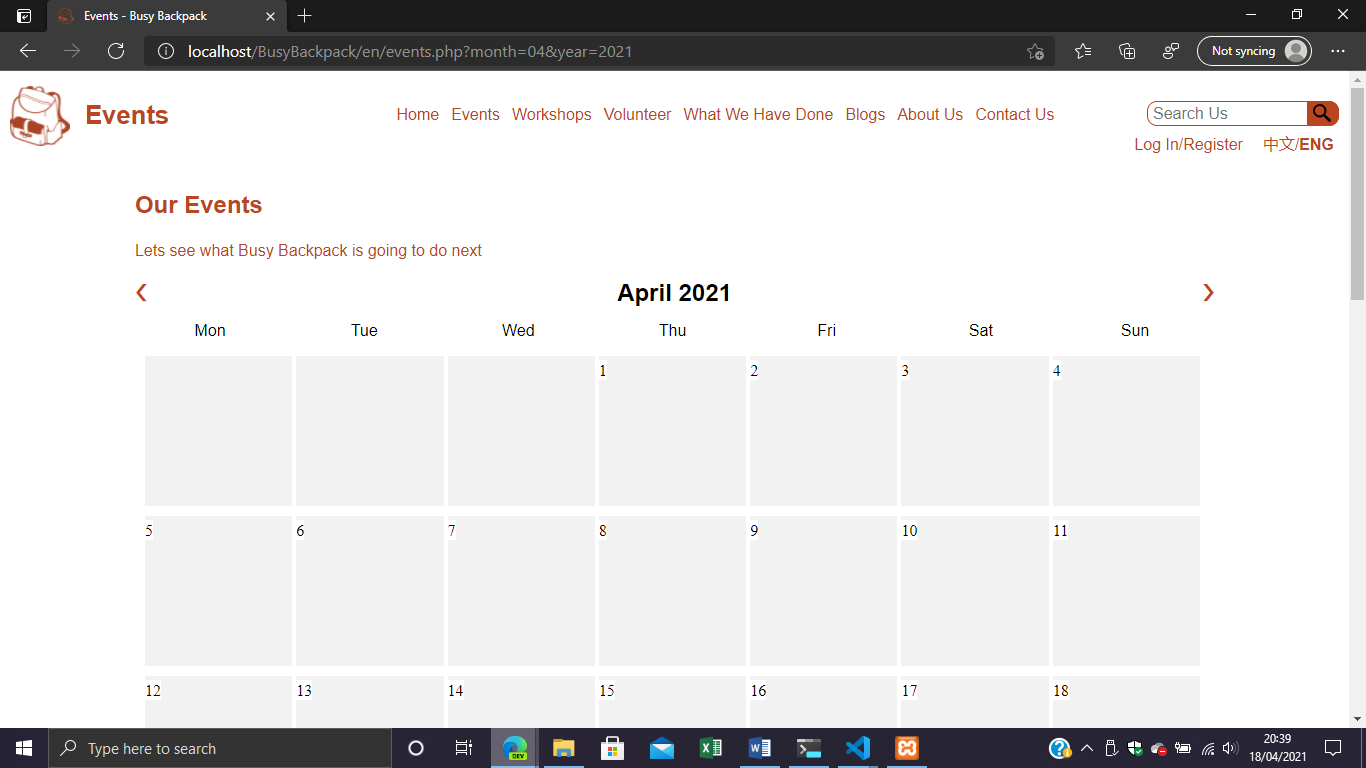 Events - Busy Backpack
localhost/BusyBackpack/en/events.php?month=04&year=2021
Not syncing
Events
Home Events Workshops Volunteer What We Have Done Blogs About Us Contact Us
Search Us
Log In/Register 中文/ENG
Our Events
Lets see what Busy Backpack is going to do next
April 2021
Mon Tue Wed Thu Fri Sat Sun
1 2 3 4
5 6 7 8 9 10 11
12 13 14 15 16 17 18
Type here to search
DEV
20:39
18/04/2021